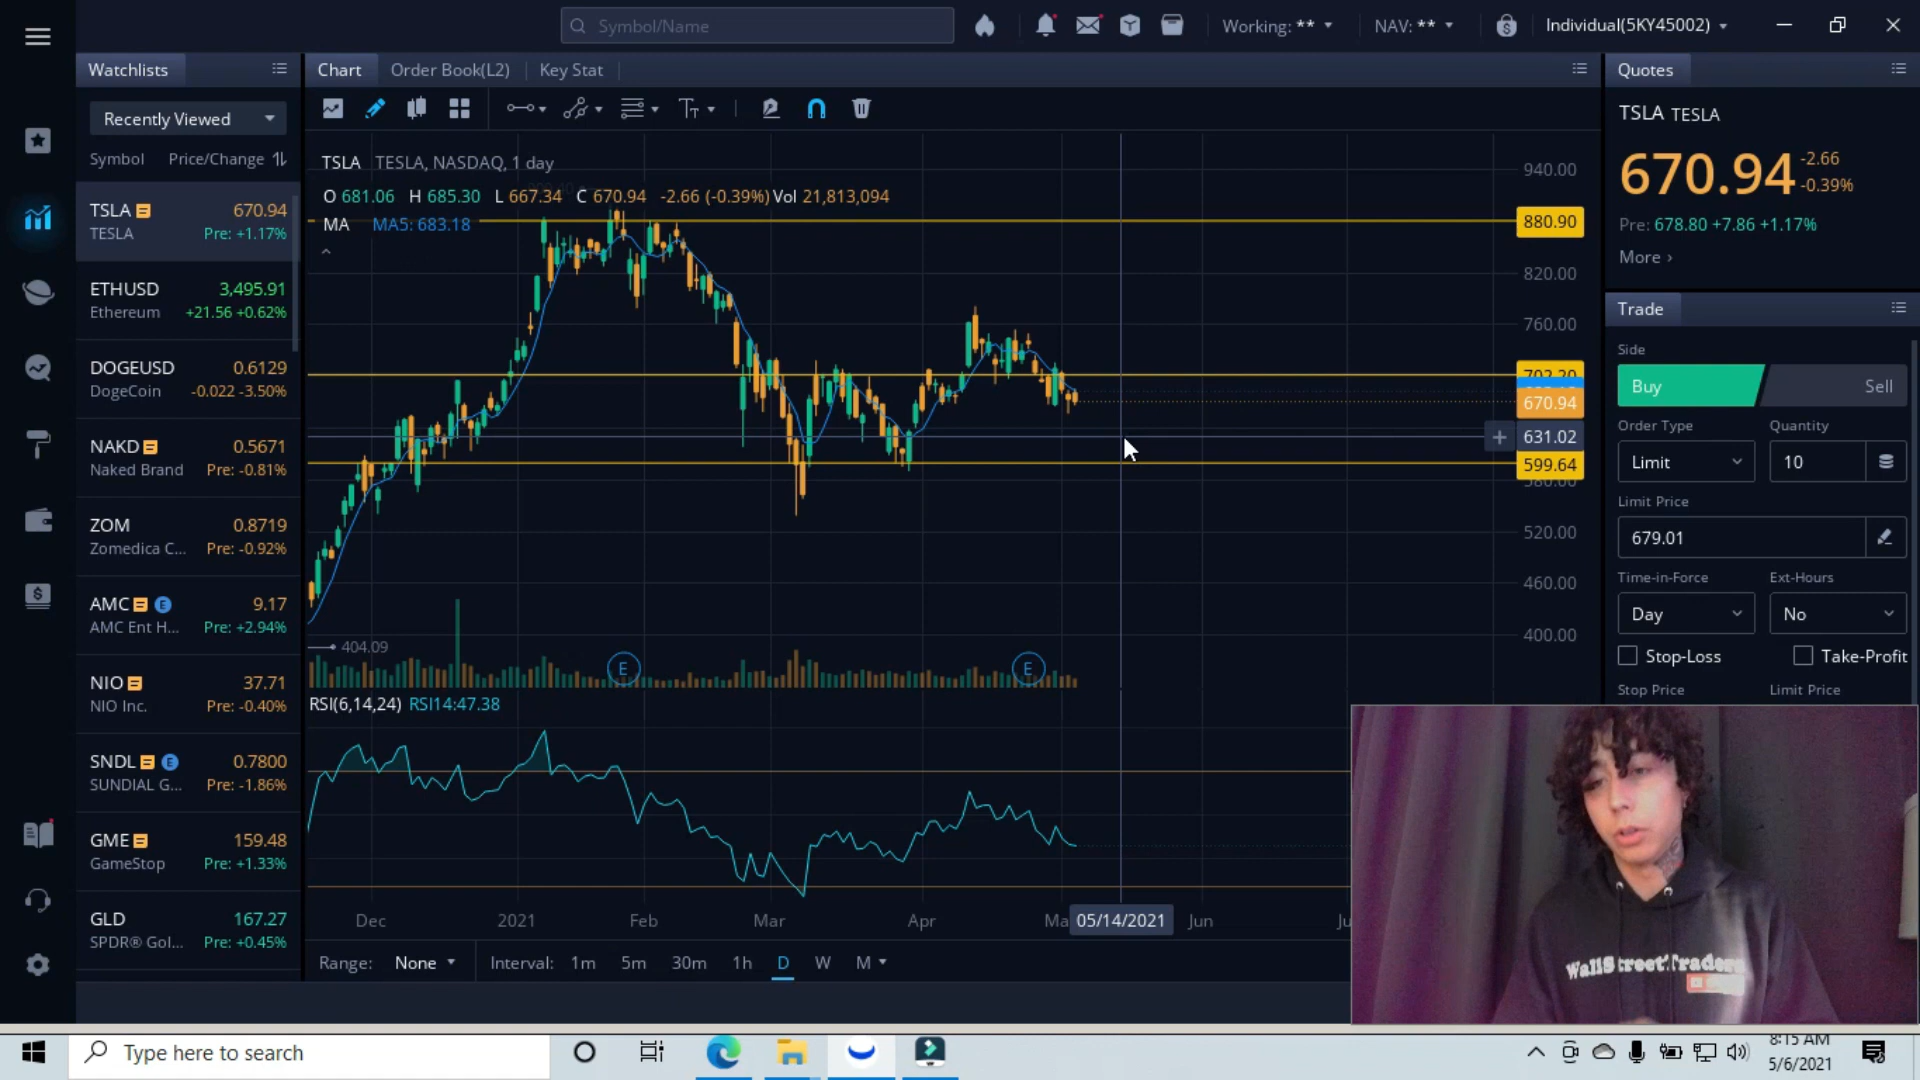 Symbol/Name
Working: **
NAV: **
Individual(5KY45002)
Watchlists
Chart
Order Book(L2)
Key Stat
Quotes
Recently Viewed
Symbol Price/Change
TSLA 670.94
TESLA Pre: +1.17%
ETHUSD 3,495.91
Ethereum +21.56 +0.62%
DOGEUSD 0.6129
DogeCoin -0.022 -3.50%
NAKD 0.5671
Naked Brand Pre: -0.81%
ZOM 0.8719
Zomedica C... Pre: -0.92%
AMC E 9.17
AMC Ent H... Pre: +2.94%
NIO 37.71
NIO Inc. Pre: -0.40%
SNDL E 0.7800
SUNDIAL G... Pre: -1.86%
GME 159.48
GameStop Pre: +1.33%
GLD 167.27
SPDR® Gol... Pre: +0.45%
TSLA TESLA, NASDAQ, 1 day
O 681.06 H 685.30 L 667.34 C 670.94 -2.66 (-0.39%) Vol 21,813,094
MA MA5: 683.18
940.00
880.90
820.00
760.00
702.20
670.94
631.02
599.64
580.00
520.00
460.00
400.00
404.09
E
E
RSI(6,14,24) RSI14:47.38
Dec 2021 Feb Mar Apr Ma 05/14/2021 Jun Ju
Range: None Interval: 1m 5m 30m 1h D W M
TSLA TESLA
670.94 -2.66
-0.39%
Pre: 678.80 +7.86 +1.17%
More
Trade
Side
Buy Sell
Order Type Quantity
Limit 10
Limit Price
679.01
Time-in-Force Ext-Hours
Day No
Stop-Loss Take-Profit
Stop Price Limit Price
WallStreetTraders
Type here to search
8:15 AM
5/6/2021